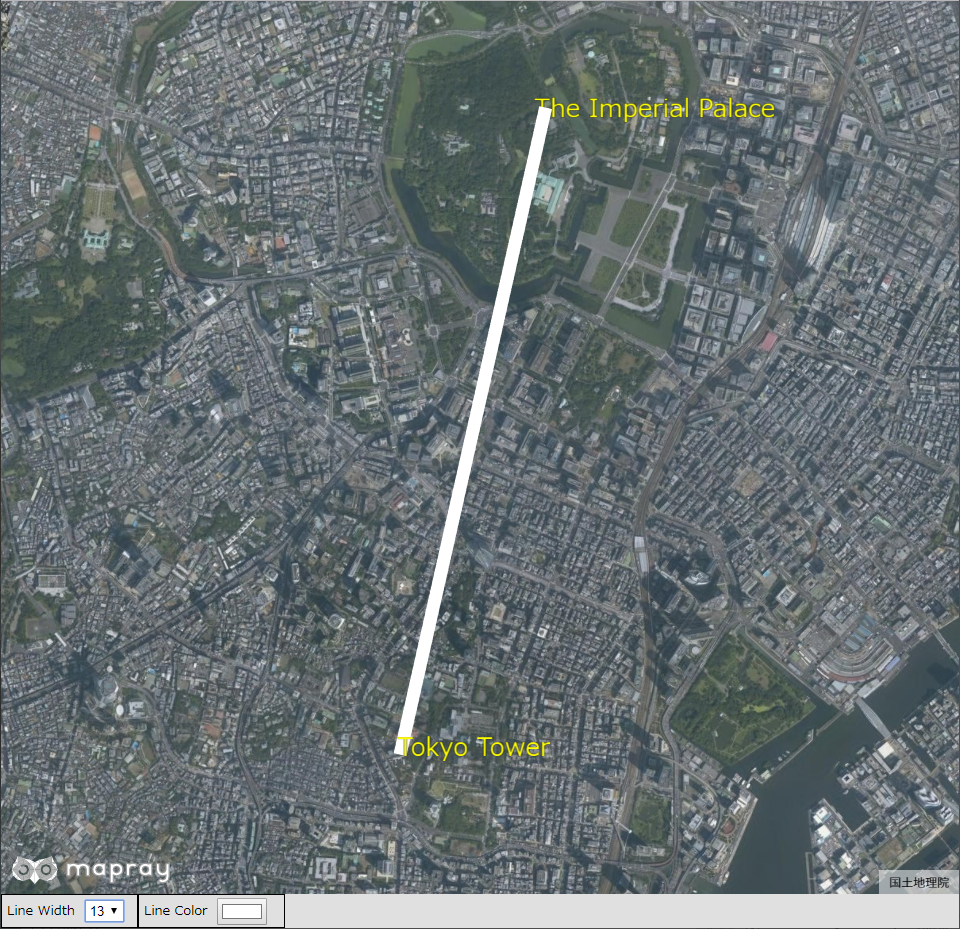 The Imperial Palace
Tokyo Tower
mapray
国土地理院
Line Width 13 ▼ Line Color